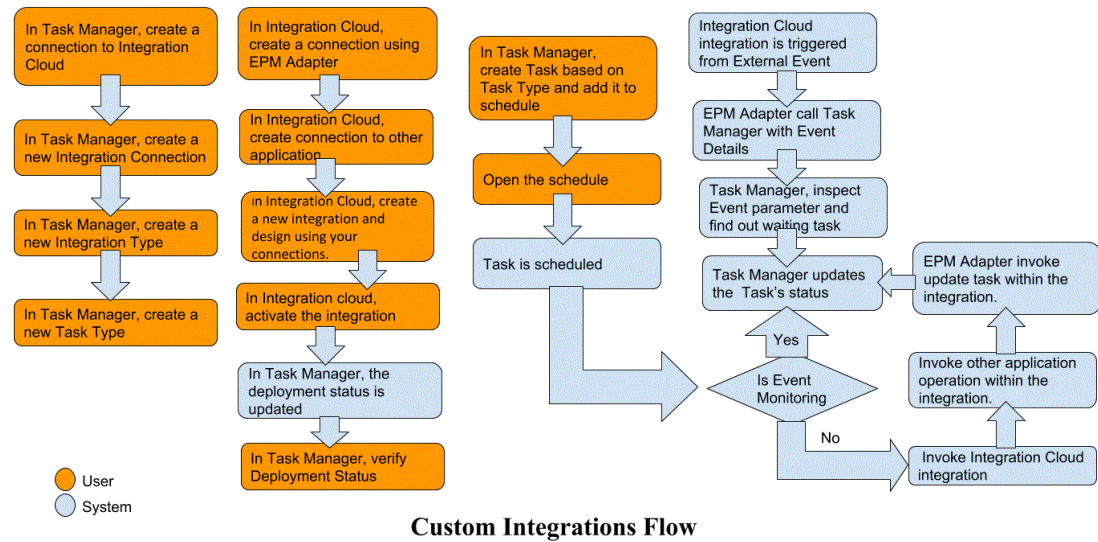 In Task Manager, create a
connection to Integration
Cloud
In Task Manager, create a
new Integration Connection
In Task Manager, create a
new Integration Type
In Task Manager, create a
new Task Type
In Integration Cloud,
create a connection using
EPM Adapter
In Integration Cloud,
create connection to other
application
In Integration Cloud, create
a new integration and
design using your
connections.
In Integration cloud,
activate the integration
In Task Manager, the
deployment status is
updated
In Task Manager, verify
Deployment Status
In Task Manager,
create Task based on
Task Type and add it to
schedule
Open the schedule
Task is scheduled
Integration Cloud
integration is triggered
from External Event
EPM Adapter call Task
Manager with Event
Details
Task Manager, inspect
Event parameter and
find out waiting task
Task Manager updates
the Task's status
Yes
Is Event
Monitoring
No
Invoke Integration Cloud
integration
Invoke other application
operation within the
integration.
EPM Adapter invoke
update task within the
integration.
User
System
Custom Integrations Flow